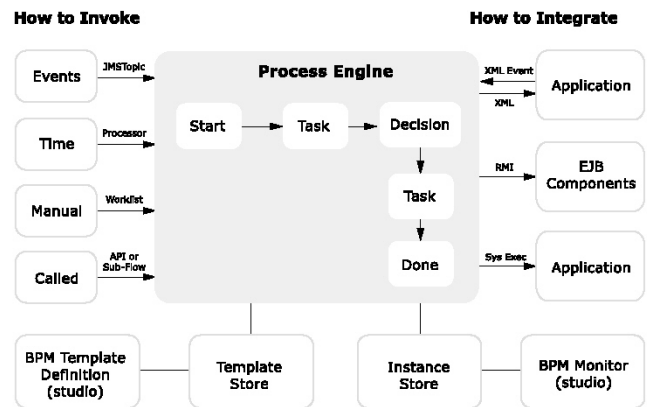 How to Invoke
How to Integrate
Events
JMSTopic
Process Engine
XML Event
XML
Application
Time
Processor
Start
Task
Decision
RMI
EJB
Components
Manual
Worklist
Task
Called
API or
Sub-Flow
Done
Sys Exec
Application
BPM Template
Definition
(studio)
Template
Store
Instance
Store
BPM Monitor
(studio)